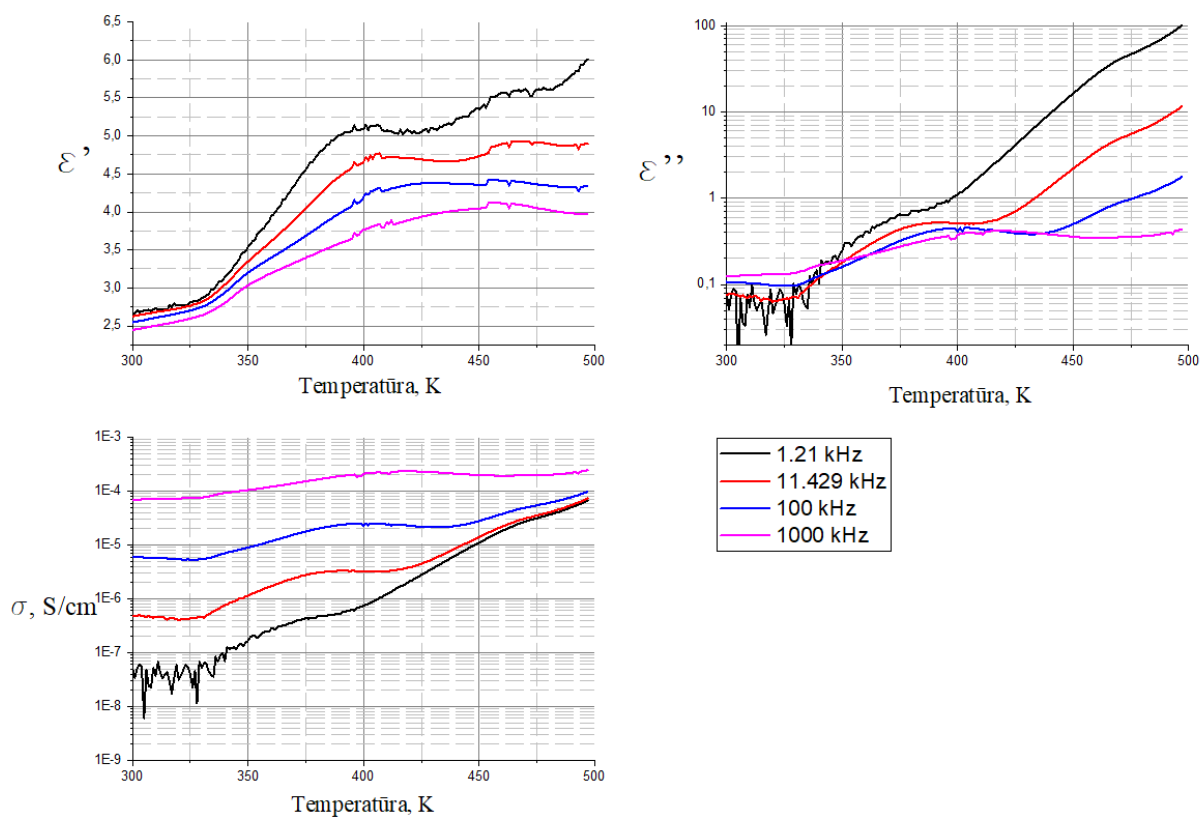 6,5
6,0
5,5
5,0
4,5
4,0
3,5
3,0
2,5
ε’
300 350 400 450 500
Temperatūra, K
100
10
1
0,1
ε’’
300 350 400 450 500
Temperatūra, K
1E-3
1E-4
1E-5
1E-6
1E-7
1E-8
1E-9
σ, S/cm
300 350 400 450 500
Temperatūra, K
1.21 kHz
11.429 kHz
100 kHz
1000 kHz